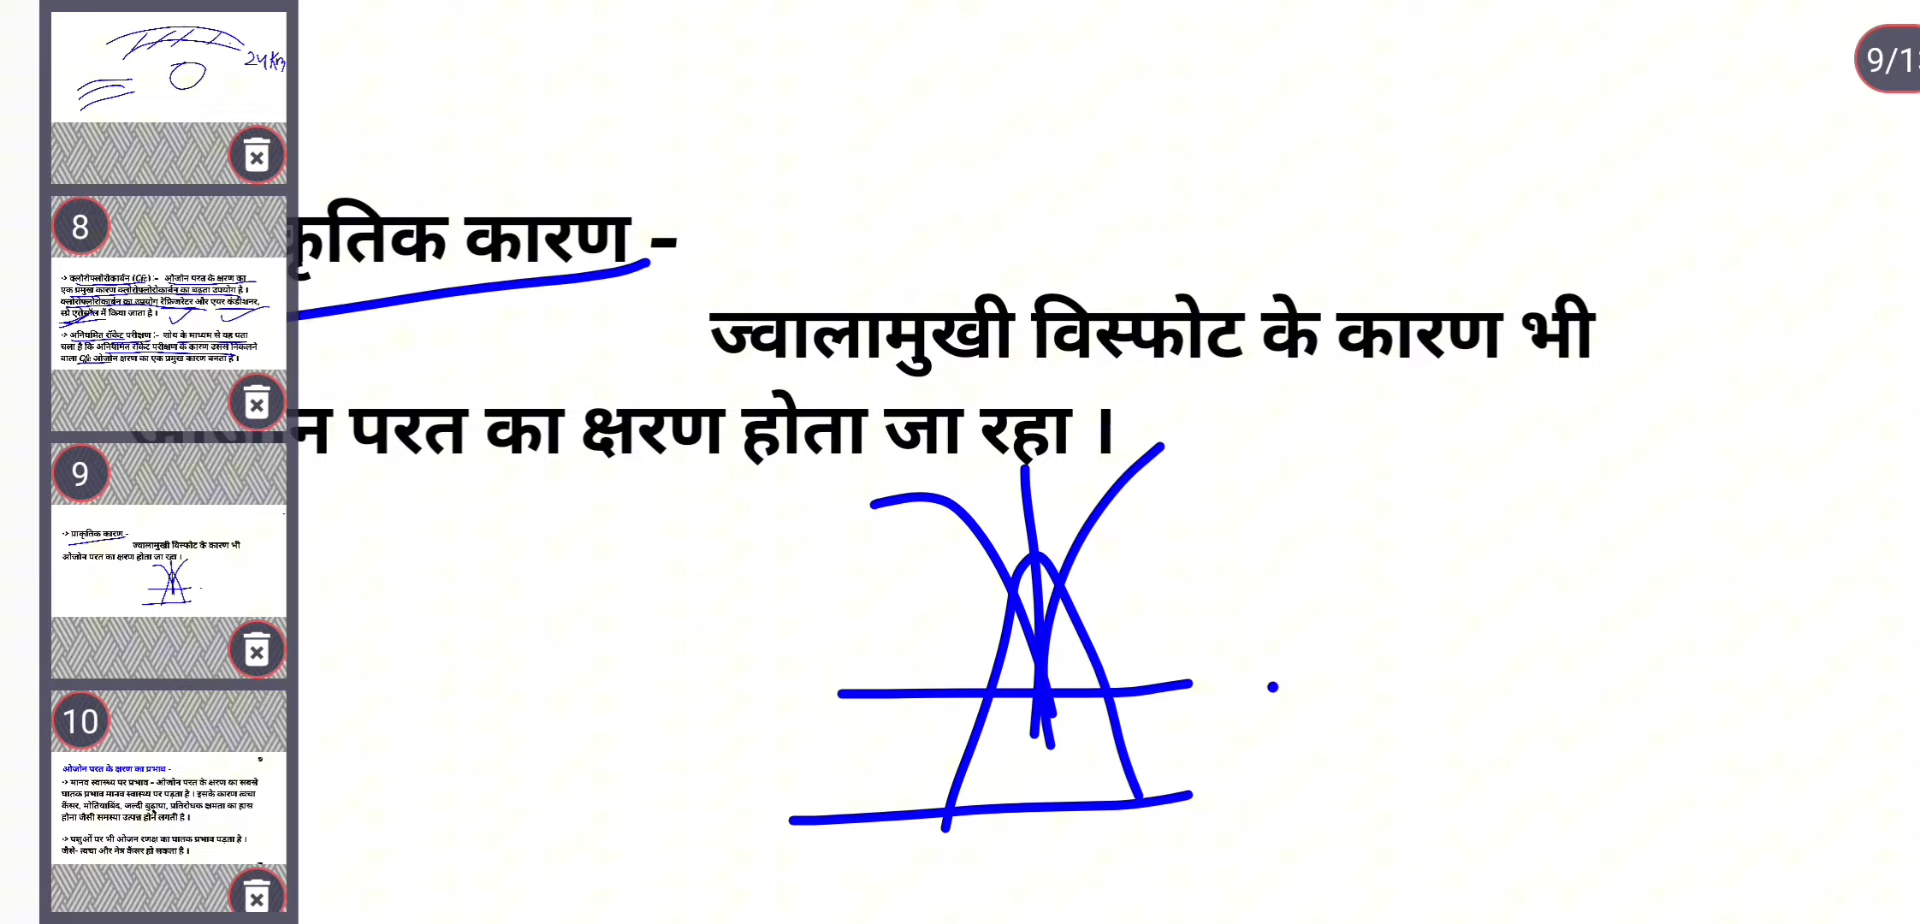 24Km
8
-> क्लोरोफ्लोरोकार्बन (CFC) :- ओजोन परत के क्षरण का
एक प्रमुख कारण क्लोरोफ्लोरोकार्बन का बढ़ता उपयोग है ।
क्लोरोफ्लोरोकार्बन का उपयोग रेफ्रिजरेटर और एयर कंडीशनर,
स्प्रे एरोसोल में किया जाता है ।
-> अनियमित रॉकेट परीक्षण :- शोध के माध्यम से यह पता
चला है कि अनियमित रॉकेट परीक्षण के कारण उससे निकलने
वाला ओजोन क्षरण का एक प्रमुख कारण बनता है ।
9
-> प्राकृतिक कारण -
ज्वालामुखी विस्फोट के कारण भी
ओजोन परत का क्षरण होता जा रहा ।
10
ओजोन परत के क्षरण का प्रभाव -
-> मानव स्वास्थ्य पर प्रभाव - ओजोन परत के क्षरण का सबसे
घातक प्रभाव मानव स्वास्थ्य पर पड़ता है । इसके कारण त्वचा
कैंसर, मोतियाबिंद, जल्दी बुढ़ापा, प्रतिरोधक क्षमता का ह्रास
होना जैसी समस्या उत्पन्न होने लगती है ।
-> पशुओं पर भी ओजन का घातक प्रभाव पड़ता है ।
जैसे- त्वचा और नेत्र कैंसर हो सकता है ।
कृतिक कारण -
ज्वालामुखी विस्फोट के कारण भी
ओजोन परत का क्षरण होता जा रहा ।
9/13